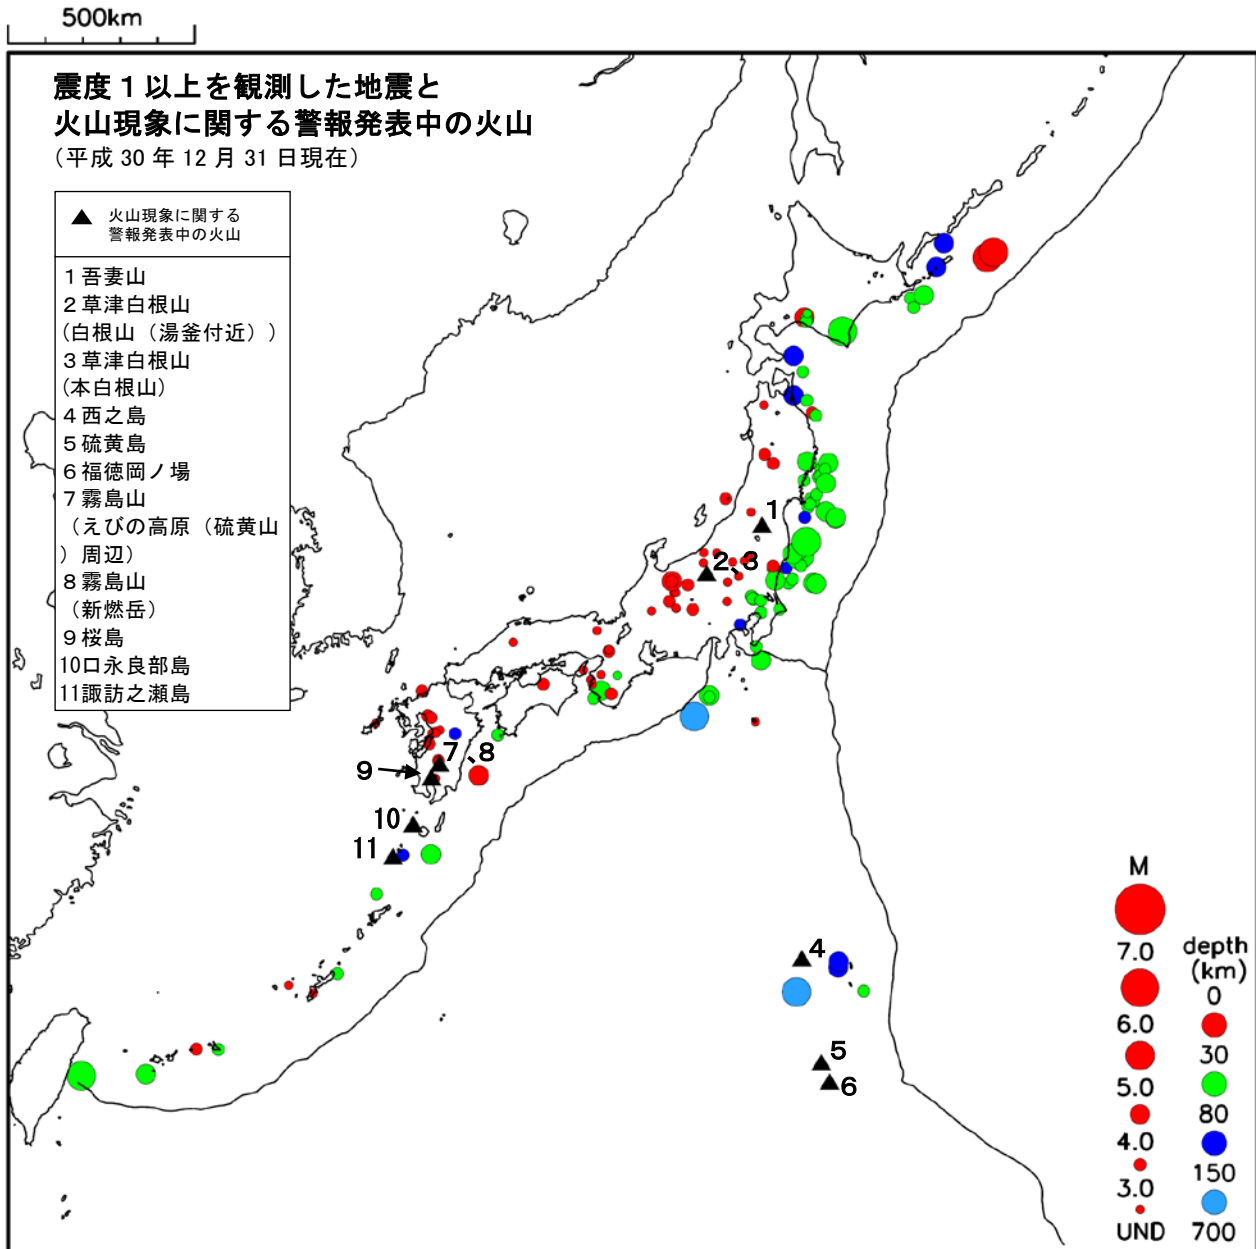 500km
震度１以上を観測した地震と
火山現象に関する警報発表中の火山
（平成 30 年 12 月 31 日現在）
▲ 火山現象に関する
警報発表中の火山
１吾妻山
２草津白根山
(白根山（湯釜付近）)
３草津白根山
(本白根山)
４西之島
５硫黄島
６福徳岡ノ場
７霧島山
（えびの高原（硫黄山
）周辺）
８霧島山
（新燃岳）
９桜島
10口永良部島
11諏訪之瀬島
1
2、3
7、8
9
10
11
4
5
6
M
7.0
6.0
5.0
4.0
3.0
UND
depth
(km)
0
30
80
150
700